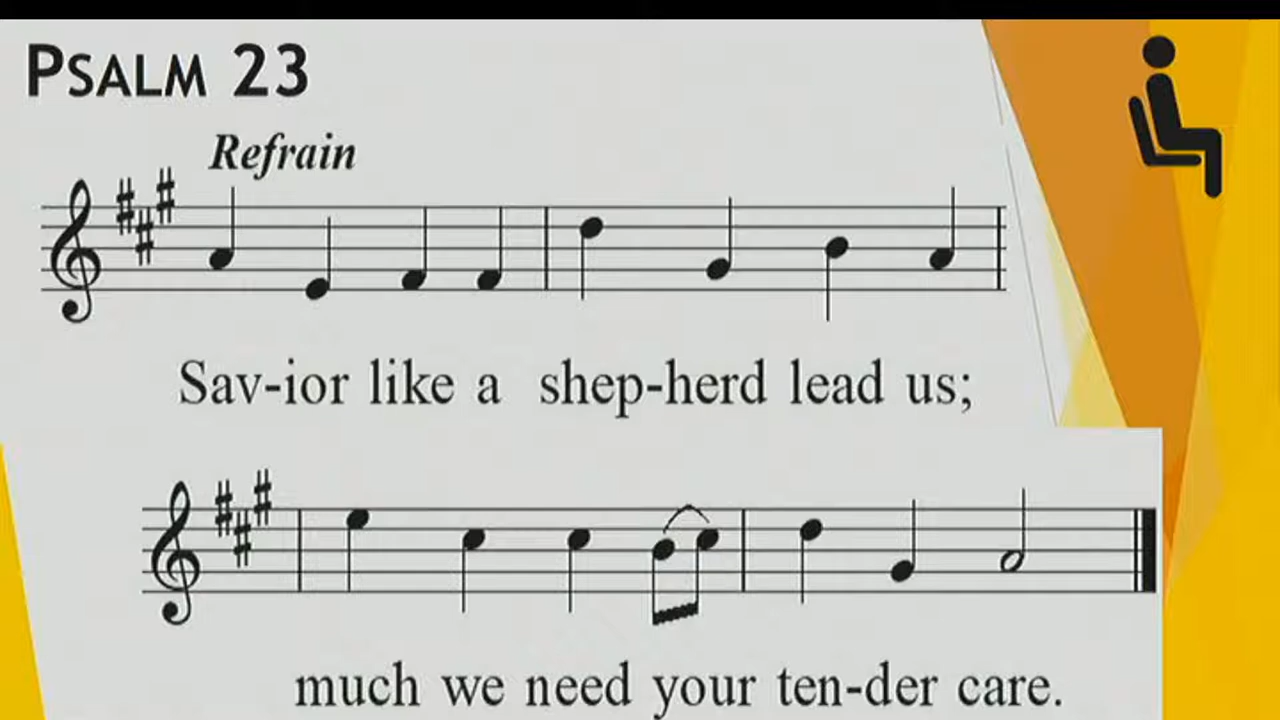 PSALM 23
Refrain
Sav-ior like a shep-herd lead us;
much we need your ten-der care.